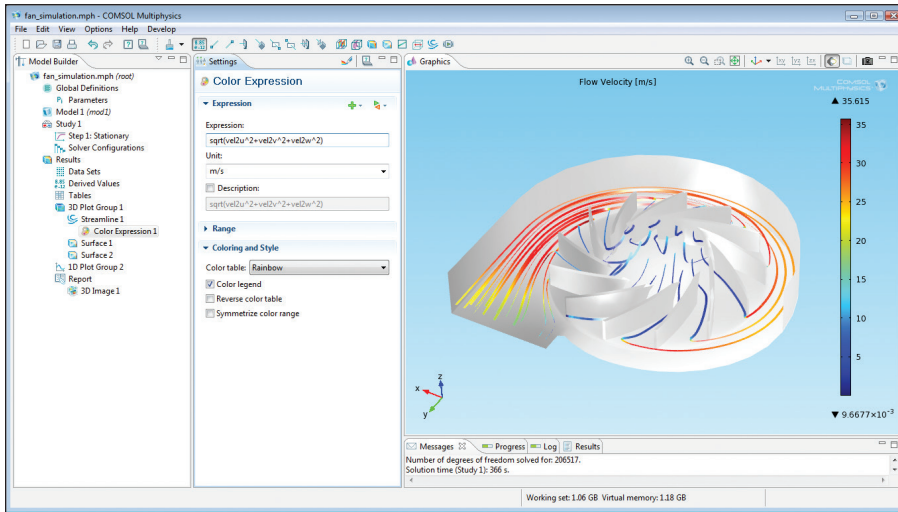 fan_simulation.mph - COMSOL Multiphysics
File Edit View Options Help Develop
Model Builder
fan_simulation.mph (root)
Global Definitions
Pi Parameters
Model 1 (mod1)
Study 1
Step 1: Stationary
Solver Configurations
Results
Data Sets
8.85
e-12
Derived Values
Tables
3D Plot Group 1
Streamline 1
Color Expression 1
Surface 1
Surface 2
1D Plot Group 2
Report
3D Image 1
Settings
Color Expression
Expression
Expression:
sqrt(vel2u^2+vel2v^2+vel2w^2)
Unit:
m/s
Description:
sqrt(vel2u^2+vel2v^2+vel2w^2)
Range
Coloring and Style
Color table: Rainbow
Color legend
Reverse color table
Symmetrize color range
Graphics
Flow Velocity [m/s]
COMSOL
MULTIPHYSICS
▲ 35.615
35
30
25
20
15
10
5
▼ 9.6677×10⁻³
z
x
y
Messages Progress Log Results
Number of degrees of freedom solved for: 206517.
Solution time (Study 1): 366 s.
Working set: 1.06 GB Virtual memory: 1.18 GB